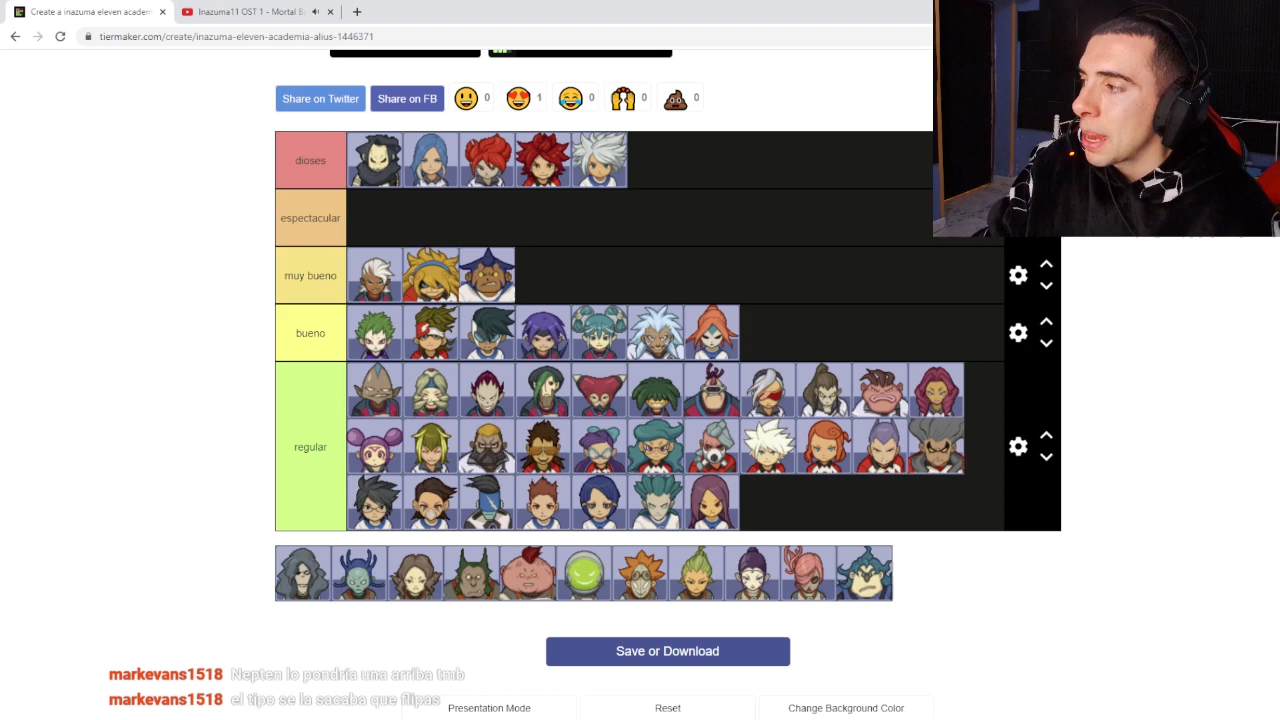 Create a inazuma eleven academ
Inazuma11 OST 1 - Mortal B
tiermaker.com/create/inazuma-eleven-academia-alius-1446371
Share on Twitter
Share on FB
0
1
0
0
0
dioses
espectacular
muy bueno
bueno
regular
Save or Download
markevans1518 Nepten lo pondría una arriba tmb
markevans1518 el tipo se la sacaba que flipas
Presentation Mode
Reset
Change Background Color